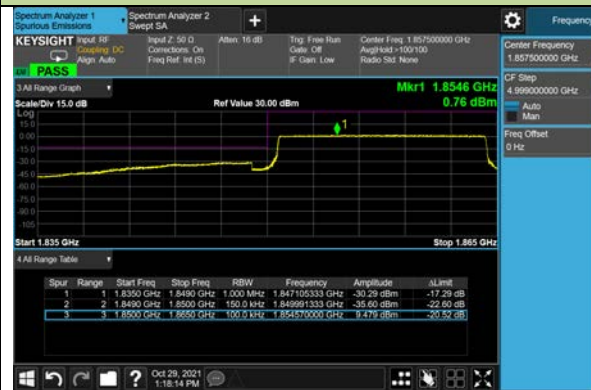 Spectrum Analyzer 1
Spurious Emissions
Spectrum Analyzer 2
Swept SA
+
Frequency
KEYSIGHT
Input: RF
Coupling: DC
Align: Auto
Input Z: 50 Ω
Corrections: On
Freq Ref: Int (S)
Atten: 16 dB
Trig: Free Run
Gate: Off
IF Gain: Low
Center Freq: 1.857500000 GHz
Avg|Hold:>100/100
Radio Std: None
PASS
Center Frequency
1.857500000 GHz
CF Step
4.999000000 GHz
Auto
Man
Freq Offset
0 Hz
3 All Range Graph
Mkr1 1.8546 GHz
0.76 dBm
Scale/Div 15.0 dB
Ref Value 30.00 dBm
Log
15.0
0.00
-15.0
-30.0
-45.0
-60.0
-75.0
-90.0
-105
1
Start 1.835 GHz
Stop 1.865 GHz
4 All Range Table
Spur Range Start Freq Stop Freq RBW Frequency Amplitude ΔLimit
1 1 1.8350 GHz 1.8490 GHz 1.000 MHz 1.847105333 GHz -30.29 dBm -17.29 dB
2 2 1.8490 GHz 1.8500 GHz 150.0 kHz 1.849991333 GHz -35.60 dBm -22.60 dB
3 3 1.8500 GHz 1.8650 GHz 100.0 kHz 1.854570000 GHz 9.479 dBm -20.52 dB
?
Oct 29, 2021
1:18:14 PM